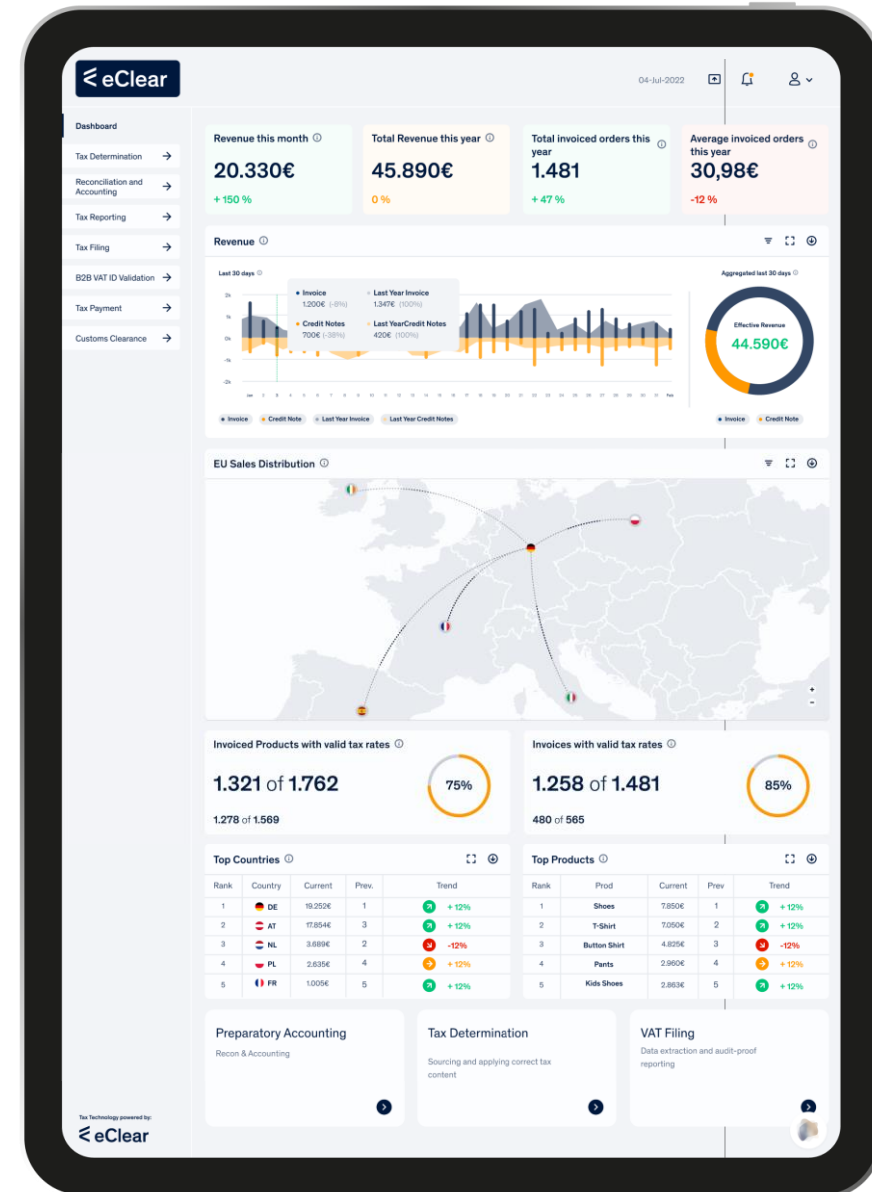 eClear
04-Jul-2022
Dashboard
Tax Determination
Reconciliation and
Accounting
Tax Reporting
Tax Filing
B2B VAT ID Validation
Tax Payment
Customs Clearance
Revenue this month
20.330€
+ 150 %
Total Revenue this year
45.890€
0 %
Total invoiced orders this
year
1.481
+ 47 %
Average invoiced orders
this year
30,98€
-12 %
Revenue
Last 30 days
Aggregated last 30 days
Invoice
1.200€ (-8%)
Last Year Invoice
1.347€ (100%)
Credit Notes
700€ (-38%)
Last YearCredit Notes
420€ (100%)
2k
1k
0k
-1k
-2k
Effective Revenue
44.590€
Invoice Credit Note Last Year Invoice Last Year Credit Notes
Invoice Credit Note
EU Sales Distribution
+
-
Invoiced Products with valid tax rates
1.321 of 1.762
75%
1.278 of 1.569
Invoices with valid tax rates
1.258 of 1.481
85%
480 of 565
Top Countries
Rank Country Current Prev. Trend
1 DE 19.252€ 1 + 12%
2 AT 17.854€ 3 + 12%
3 NL 3.689€ 2 -12%
4 PL 2.635€ 4 + 12%
5 FR 1.005€ 5 + 12%
Top Products
Rank Prod Current Prev Trend
1 Shoes 7.850€ 1 + 12%
2 T-Shirt 7.050€ 2 + 12%
3 Button Shirt 4.825€ 3 -12%
4 Pants 2.960€ 4 + 12%
5 Kids Shoes 2.863€ 5 + 12%
Preparatory Accounting
Recon & Accounting
Tax Determination
Sourcing and applying correct tax
content
VAT Filing
Data extraction and audit-proof
reporting
Tax Technology powered by:
eClear